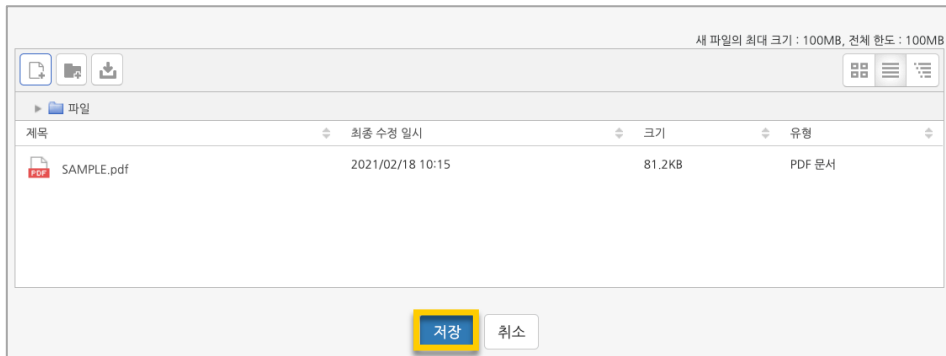 새 파일의 최대 크기 : 100MB, 전체 한도 : 100MB
파일
제목 최종 수정 일시 크기 유형
PDF SAMPLE.pdf 2021/02/18 10:15 81.2KB PDF 문서
저장 취소